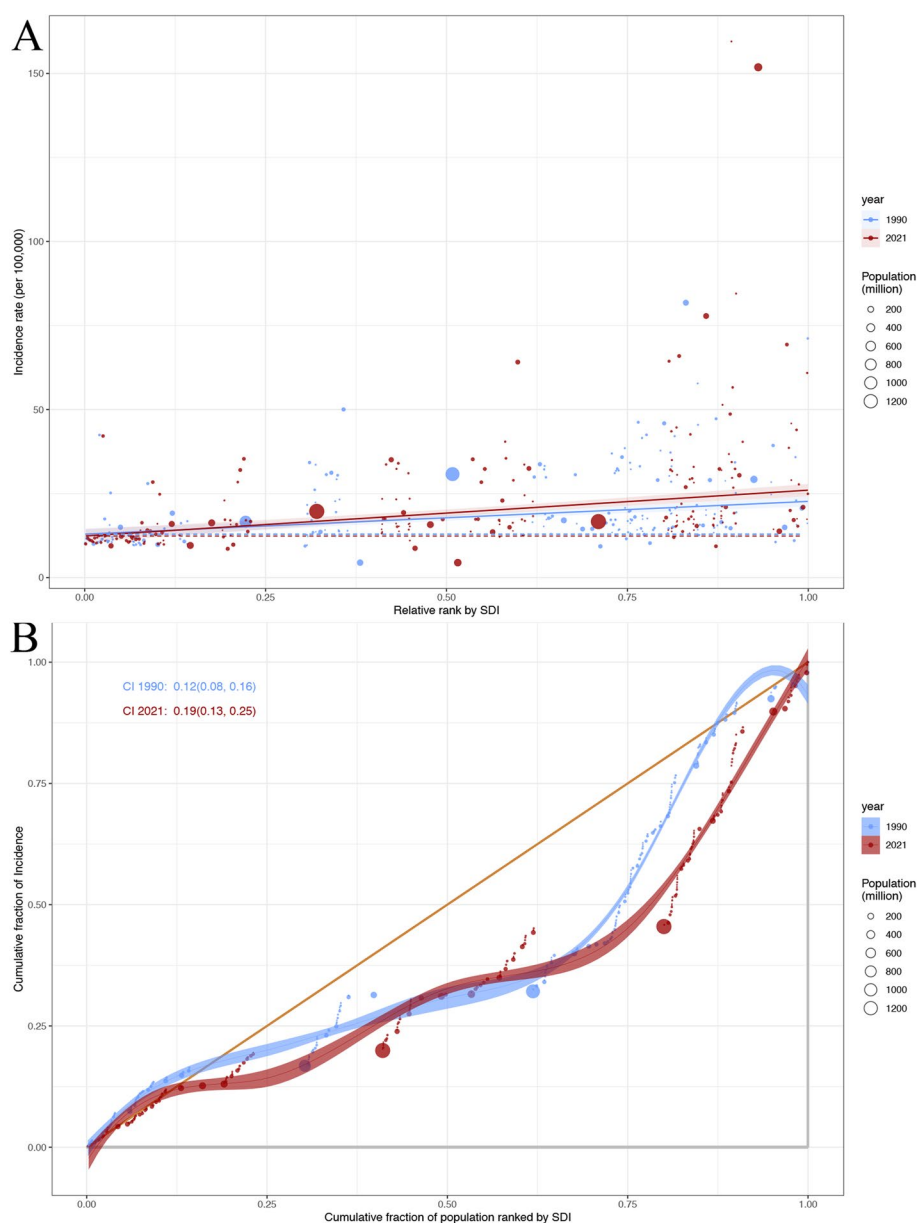 A
150
100
50
0
Incidence rate (per 100,000)
0.00
0.25
0.50
0.75
1.00
Relative rank by SDI
year
1990
2021
Population
(million)
200
400
600
800
1000
1200
B
CI 1990: 0.12(0.08, 0.16)
CI 2021: 0.19(0.13, 0.25)
1.00
0.75
0.50
0.25
0.00
Cumulative fraction of Incidence
0.00
0.25
0.50
0.75
1.00
Cumulative fraction of population ranked by SDI
year
1990
2021
Population
(million)
200
400
600
800
1000
1200